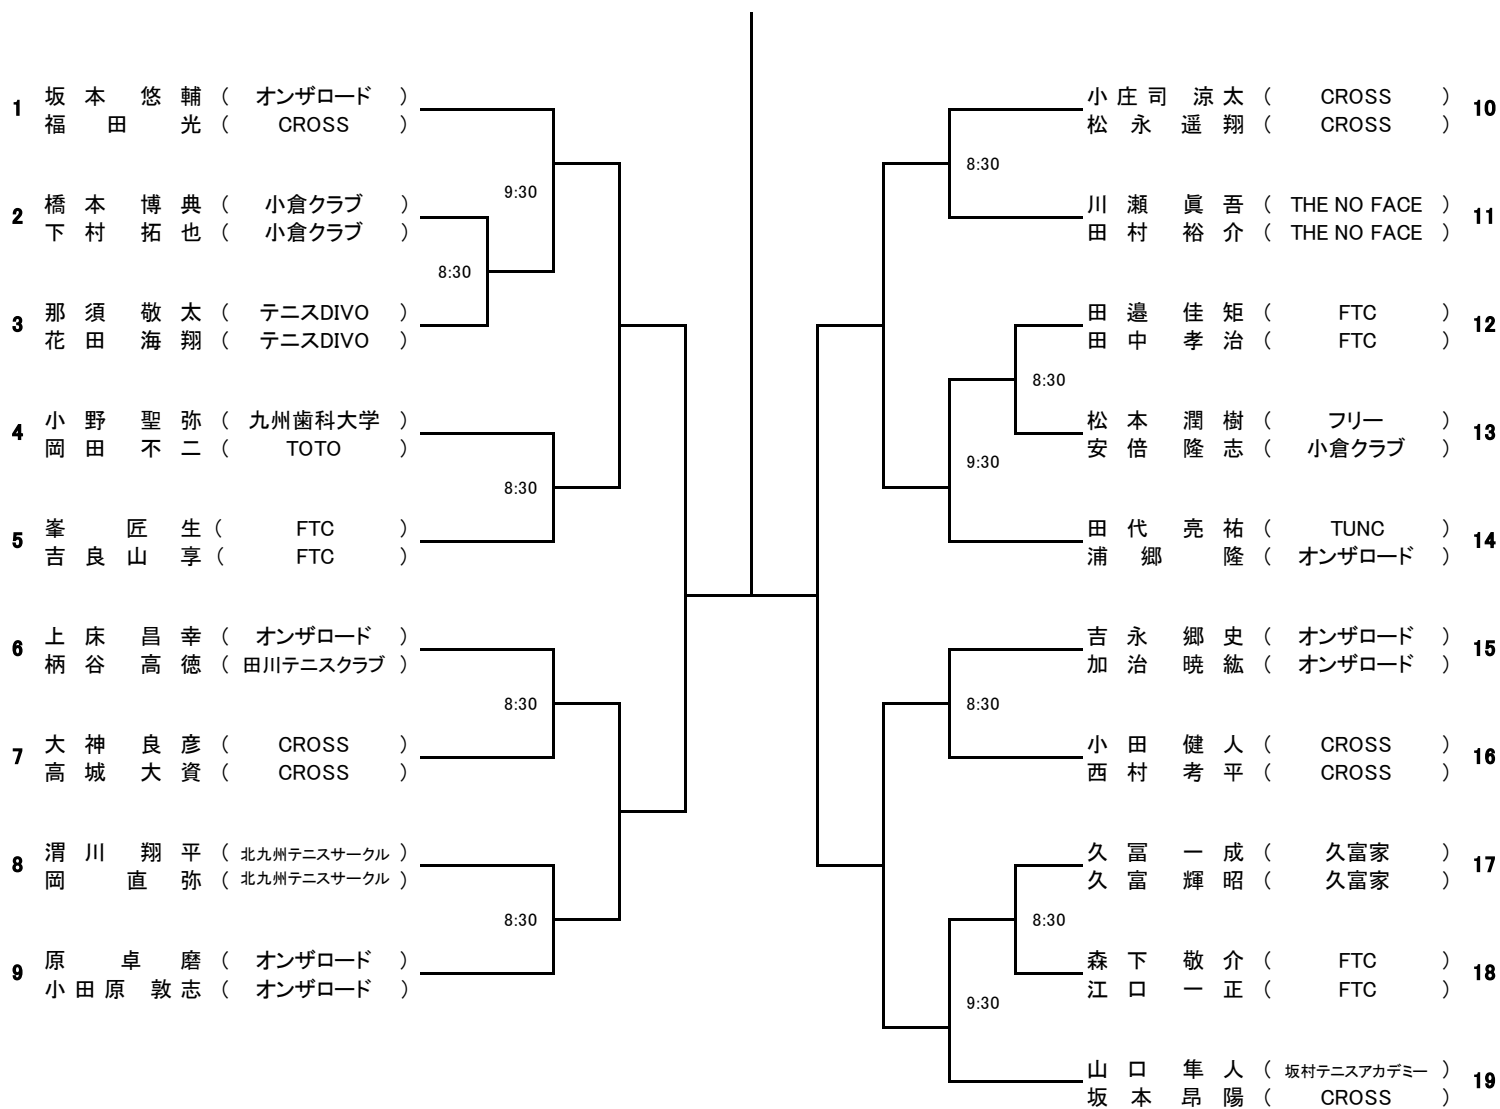 1 坂本 悠輔 ( オンザロード )
福田 光 ( CROSS )
9:30
2 橋本 博典 ( 小倉クラブ )
下村 拓也 ( 小倉クラブ )
8:30
3 那須 敬太 ( テニスDIVO )
花田 海翔 ( テニスDIVO )
4 小野 聖弥 ( 九州歯科大学 )
岡田 不二 ( TOTO )
8:30
5 峯 匠生 ( FTC )
吉良山 享 ( FTC )
6 上床 昌幸 ( オンザロード )
柄谷 高徳 ( 田川テニスクラブ )
8:30
7 大神 良彦 ( CROSS )
高城 大資 ( CROSS )
8 渭川 翔平 ( 北九州テニスサークル )
岡 直弥 ( 北九州テニスサークル )
8:30
9 原 卓磨 ( オンザロード )
小田原 敦志 ( オンザロード )
小庄司 涼太 ( CROSS ) 10
松永 遥翔 ( CROSS )
8:30
川瀬 眞吾 ( THE NO FACE ) 11
田村 裕介 ( THE NO FACE )
田邉 佳矩 ( FTC ) 12
田中 孝治 ( FTC )
8:30
松本 潤樹 ( フリー ) 13
安倍 隆志 ( 小倉クラブ )
9:30
田代 亮祐 ( TUNC ) 14
浦郷 隆 ( オンザロード )
吉永 郷史 ( オンザロード ) 15
加治 暁紘 ( オンザロード )
8:30
小田 健人 ( CROSS ) 16
西村 考平 ( CROSS )
久冨 一成 ( 久富家 ) 17
久富 輝昭 ( 久富家 )
8:30
森下 敬介 ( FTC ) 18
江口 一正 ( FTC )
9:30
山口 隼人 ( 坂村テニスアカデミー ) 19
坂本 昂陽 ( CROSS )